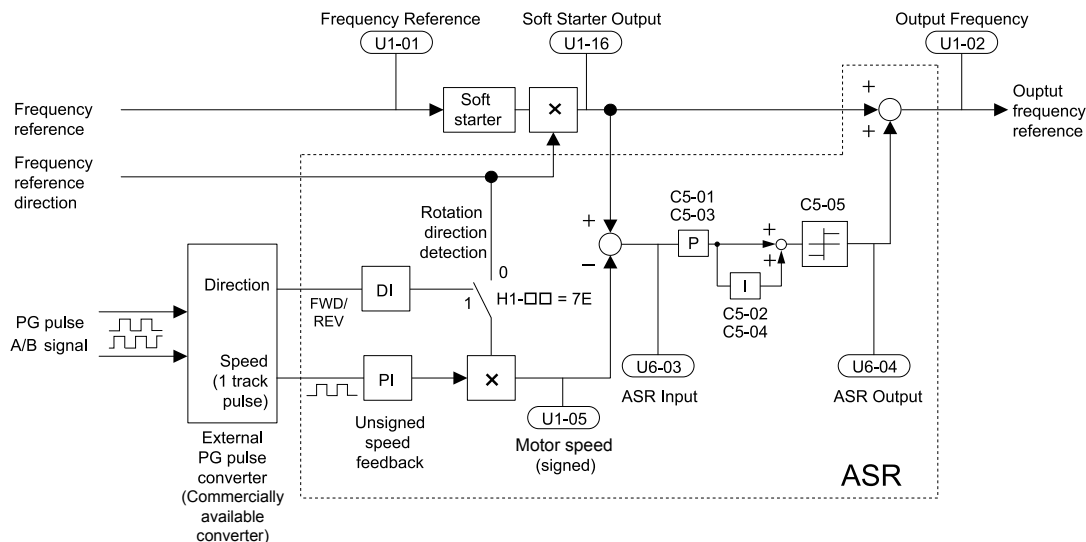 Frequency Reference
U1-01
Soft Starter Output
U1-16
Output Frequency
U1-02
Frequency
reference
Soft
starter
×
+
+
Ouptut
frequency
reference
Frequency
reference
direction
Rotation
direction
detection
+
−
C5-01
C5-03
P
+
+
C5-05
I
C5-02
C5-04
0
1
H1-□□ = 7E
Direction
FWD/
REV
DI
PG pulse
A/B signal
Speed
(1 track
pulse)
PI
×
U1-05
U6-03
U6-04
ASR Input
ASR Output
Unsigned
speed
feedback
Motor speed
(signed)
External
PG pulse
converter
(Commercially
available
converter)
ASR